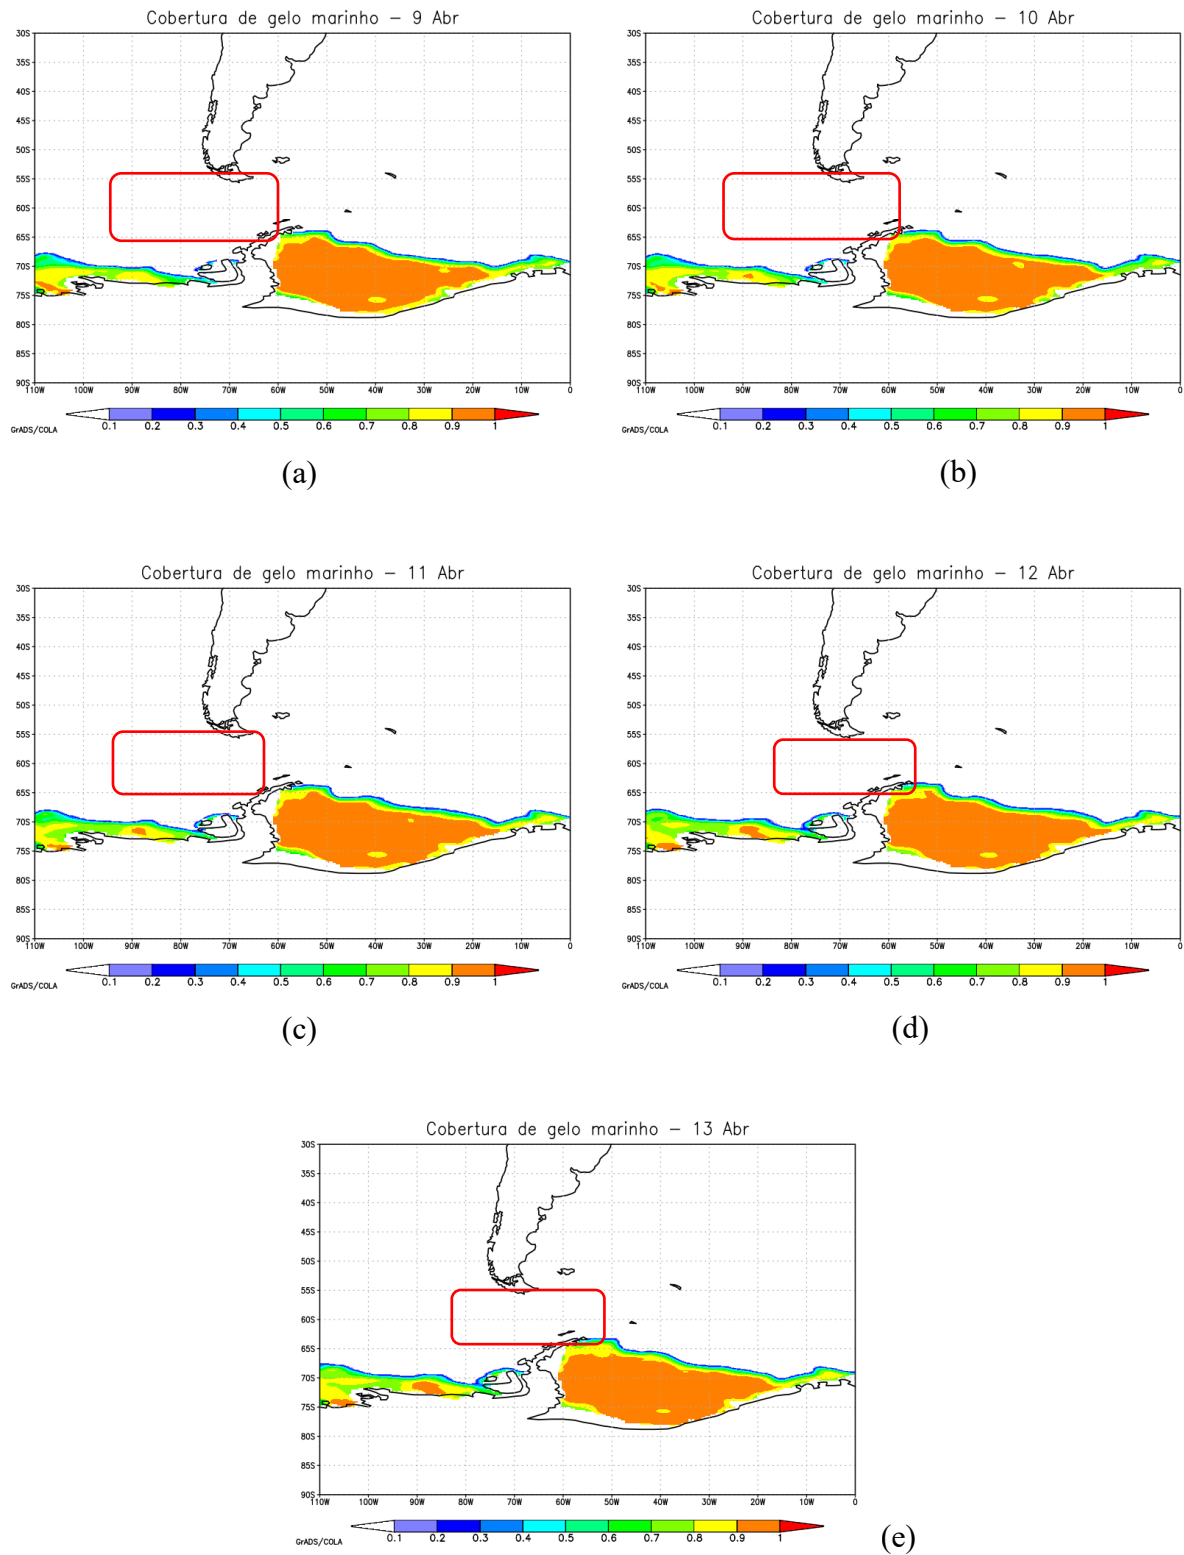 Cobertura de gelo marinho – 9 Abr
30S
35S
40S
45S
50S
55S
60S
65S
70S
75S
80S
85S
90S
110W 100W 90W 80W 70W 60W 50W 40W 30W 20W 10W 0
0.1 0.2 0.3 0.4 0.5 0.6 0.7 0.8 0.9 1
GrADS/COLA
(a)
Cobertura de gelo marinho – 10 Abr
30S
35S
40S
45S
50S
55S
60S
65S
70S
75S
80S
85S
90S
110W 100W 90W 80W 70W 60W 50W 40W 30W 20W 10W 0
0.1 0.2 0.3 0.4 0.5 0.6 0.7 0.8 0.9 1
GrADS/COLA
(b)
Cobertura de gelo marinho – 11 Abr
30S
35S
40S
45S
50S
55S
60S
65S
70S
75S
80S
85S
90S
110W 100W 90W 80W 70W 60W 50W 40W 30W 20W 10W 0
0.1 0.2 0.3 0.4 0.5 0.6 0.7 0.8 0.9 1
GrADS/COLA
(c)
Cobertura de gelo marinho – 12 Abr
30S
35S
40S
45S
50S
55S
60S
65S
70S
75S
80S
85S
90S
110W 100W 90W 80W 70W 60W 50W 40W 30W 20W 10W 0
0.1 0.2 0.3 0.4 0.5 0.6 0.7 0.8 0.9 1
GrADS/COLA
(d)
Cobertura de gelo marinho – 13 Abr
30S
35S
40S
45S
50S
55S
60S
65S
70S
75S
80S
85S
90S
110W 100W 90W 80W 70W 60W 50W 40W 30W 20W 10W 0
0.1 0.2 0.3 0.4 0.5 0.6 0.7 0.8 0.9 1
GrADS/COLA
(e)